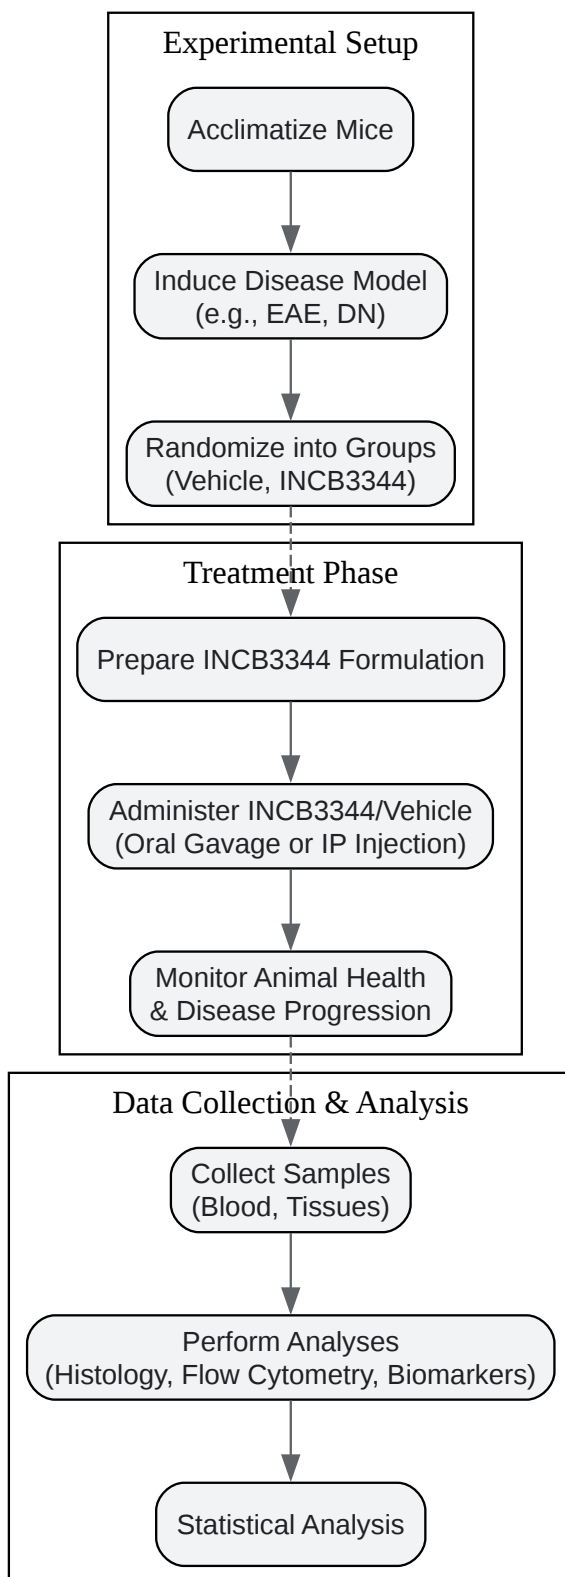 Experimental Setup
Acclimatize Mice
Induce Disease Model
(e.g., EAE, DN)
Randomize into Groups
(Vehicle, INCB3344)
Treatment Phase
Prepare INCB3344 Formulation
Administer INCB3344/Vehicle
(Oral Gavage or IP Injection)
Monitor Animal Health
& Disease Progression
Data Collection & Analysis
Collect Samples
(Blood, Tissues)
Perform Analyses
(Histology, Flow Cytometry, Biomarkers)
Statistical Analysis